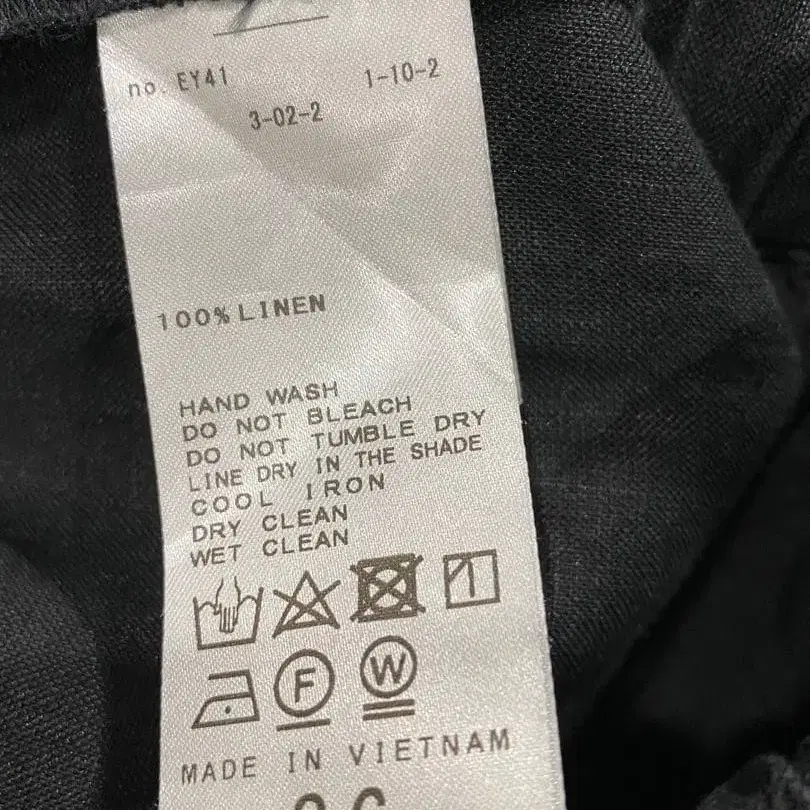 no. EY41 1-10-2
3-02-2
100% LINEN
HAND WASH
DO NOT BLEACH
DO NOT TUMBLE DRY
LINE DRY IN THE SHADE
COOL IRON
DRY CLEAN
WET CLEAN
F W
MADE IN VIETNAM